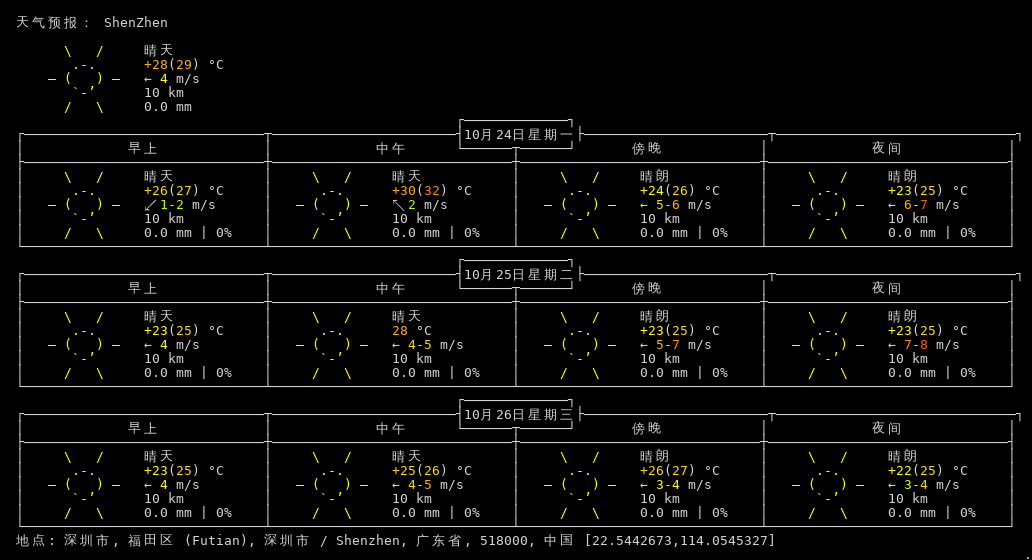 天气预报： ShenZhen
晴天
+28(29) °C
← 4 m/s
10 km
0.0 mm
10月24日星期一
早上 中午 傍晚 夜间
晴天 晴天 晴朗 晴朗
+26(27) °C +30(32) °C +24(26) °C +23(25) °C
↙ 1-2 m/s ↖ 2 m/s ← 5-6 m/s ← 6-7 m/s
10 km 10 km 10 km 10 km
0.0 mm | 0% 0.0 mm | 0% 0.0 mm | 0% 0.0 mm | 0%
10月25日星期二
早上 中午 傍晚 夜间
晴天 晴天 晴朗 晴朗
+23(25) °C 28 °C +23(25) °C +23(25) °C
← 4 m/s ← 4-5 m/s ← 5-7 m/s ← 7-8 m/s
10 km 10 km 10 km 10 km
0.0 mm | 0% 0.0 mm | 0% 0.0 mm | 0% 0.0 mm | 0%
10月26日星期三
早上 中午 傍晚 夜间
晴天 晴天 晴朗 晴朗
+23(25) °C +25(26) °C +26(27) °C +22(25) °C
← 4 m/s ← 4-5 m/s ← 3-4 m/s ← 3-4 m/s
10 km 10 km 10 km 10 km
0.0 mm | 0% 0.0 mm | 0% 0.0 mm | 0% 0.0 mm | 0%
地点: 深圳市, 福田区 (Futian), 深圳市 / Shenzhen, 广东省, 518000, 中国 [22.5442673,114.0545327]